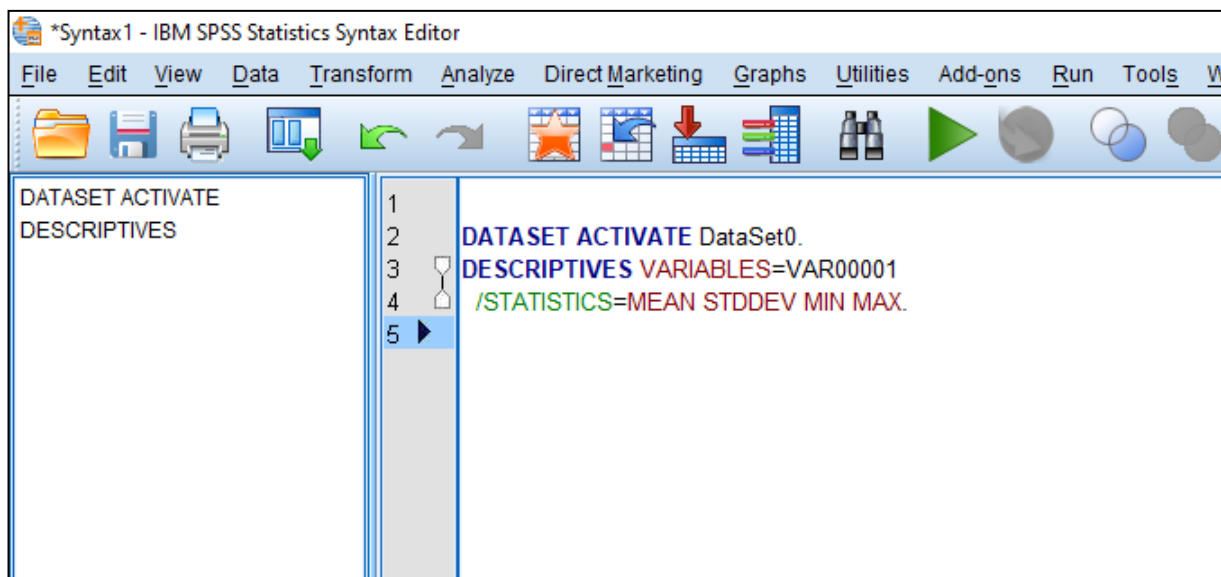 *Syntax1 - IBM SPSS Statistics Syntax Editor
File Edit View Data Transform Analyze Direct Marketing Graphs Utilities Add-ons Run Tools W
DATASET ACTIVATE
DESCRIPTIVES
1
2 DATASET ACTIVATE DataSet0.
3 DESCRIPTIVES VARIABLES=VAR00001
4 /STATISTICS=MEAN STDDEV MIN MAX.
5